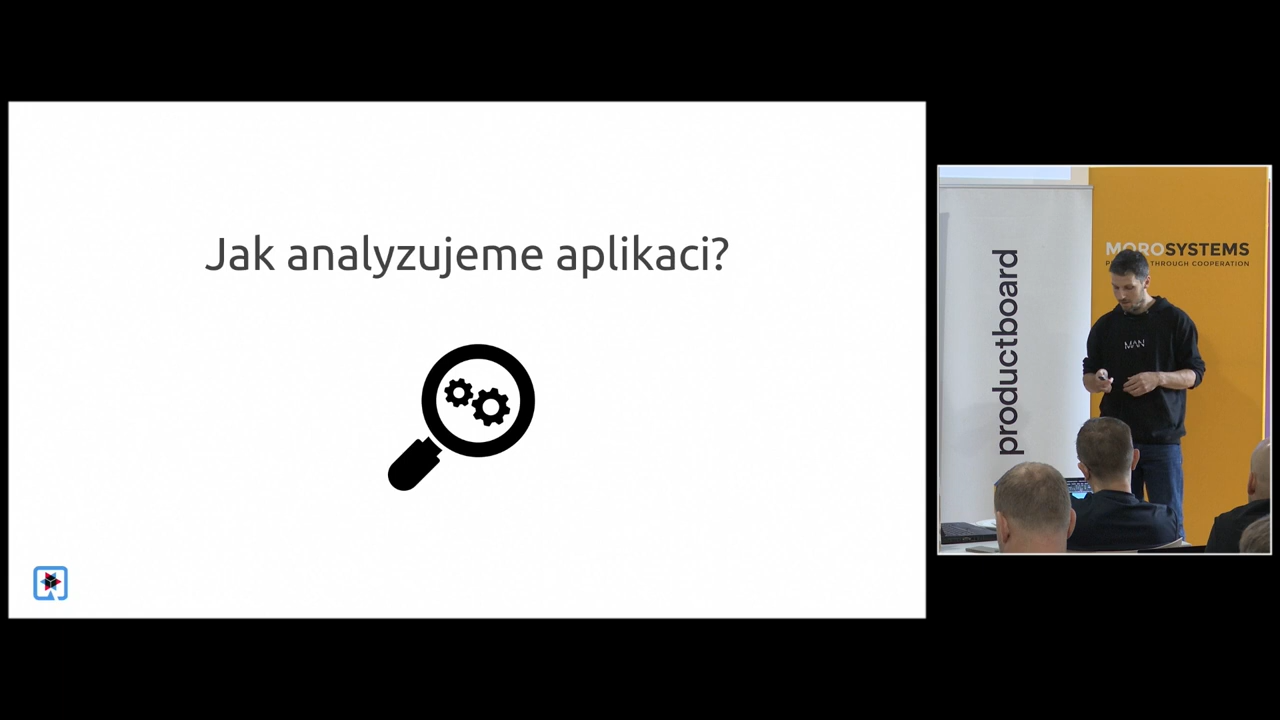 Jak analyzujeme aplikaci?
productboard
MOROSYSTEMS
THROUGH COOPERATION
MAN